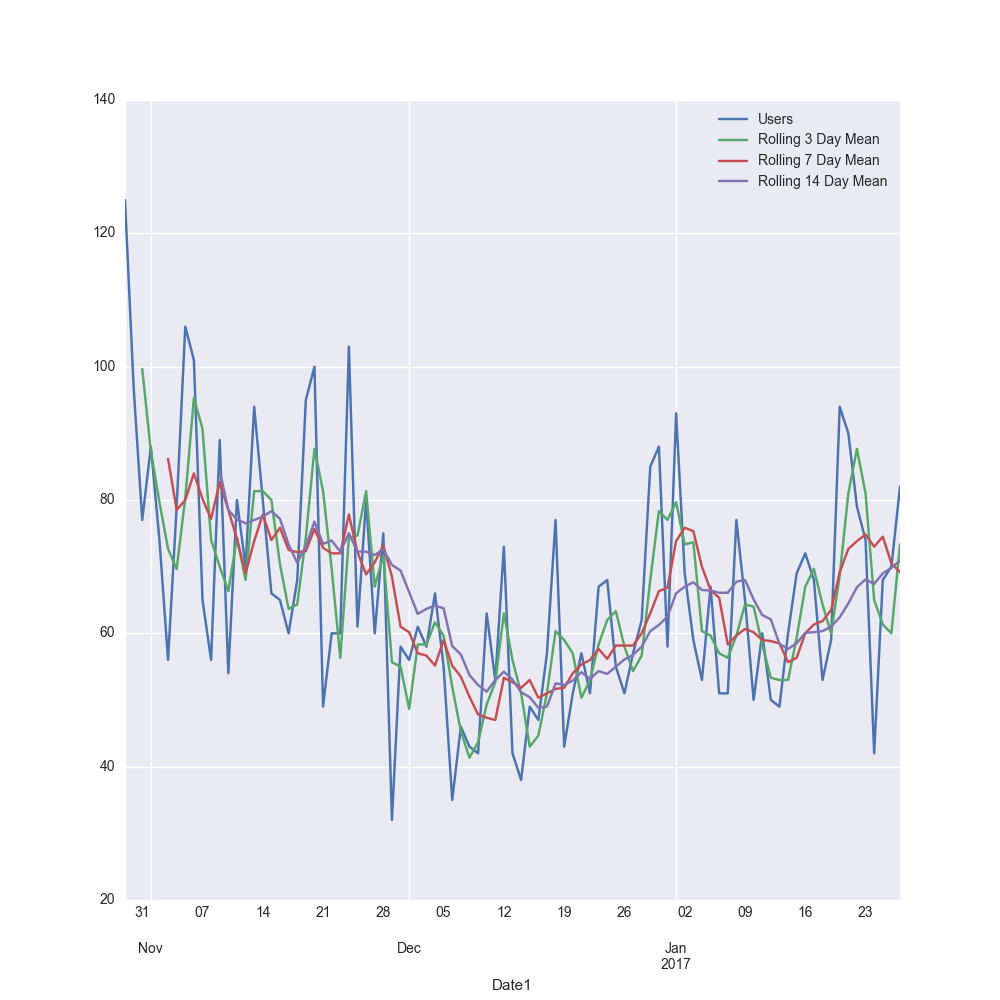 140
120
100
80
60
40
20
Users
Rolling 3 Day Mean
Rolling 7 Day Mean
Rolling 14 Day Mean
31 07 14 21 28 05 12 19 26 02 09 16 23
Nov Dec Jan
2017
Date1